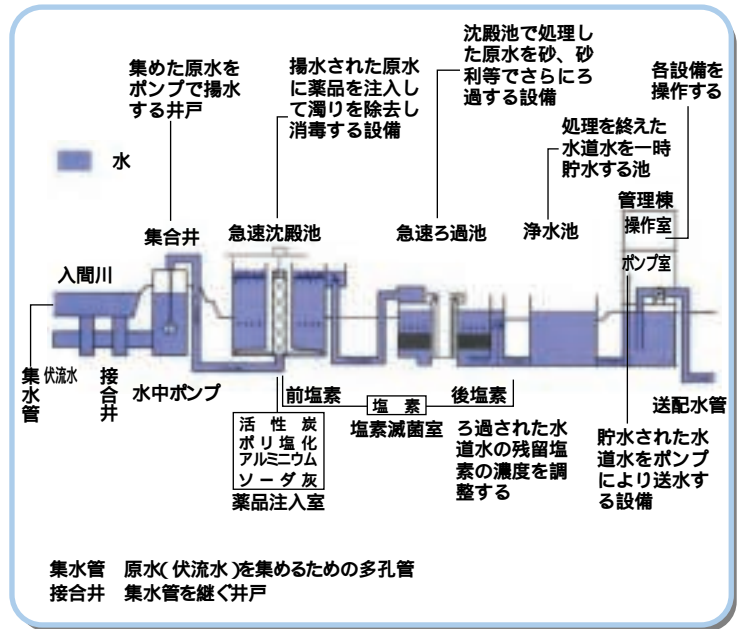 集めた原水を
ポンプで揚水
する井戸
揚水された原水
に薬品を注入し
て濁りを除去し
消毒する設備
沈殿池で処理し
た原水を砂、砂
利等でさらにろ
過する設備
処理を終えた
水道水を一時
貯水する池
各設備を
操作する
水
集合井
急速沈殿池
急速ろ過池
浄水池
管理棟
操作室
ポンプ室
入間川
集水管
伏流水
接合井
水中ポンプ
前塩素
塩素
後塩素
塩素滅菌室
活性炭
ポリ塩化
アルミニウム
ソーダ灰
薬品注入室
ろ過された水
道水の残留塩
素の濃度を調
整する
送配水管
貯水された水
道水をポンプ
により送水す
る設備
集水管 原水(伏流水)を集めるための多孔管
接合井 集水管を継ぐ井戸